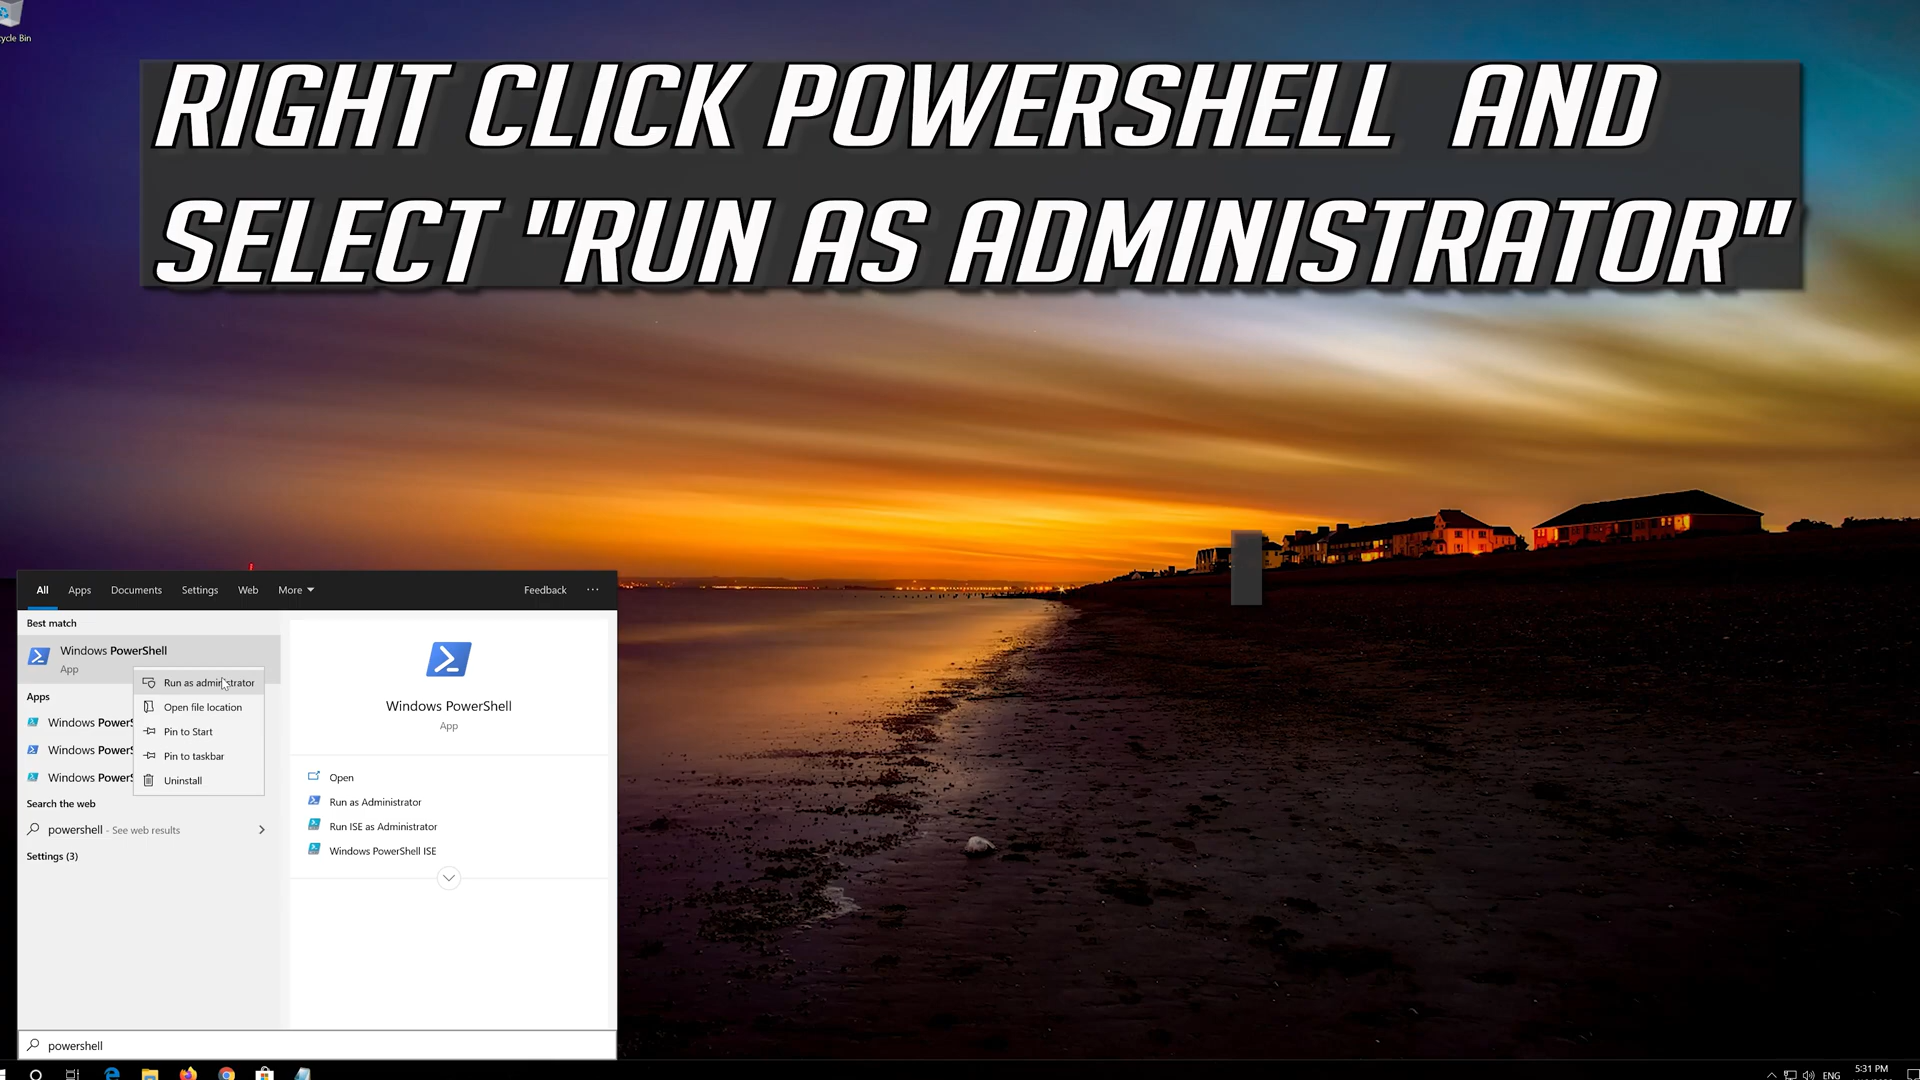 ycle Bin
RIGHT CLICK POWERSHELL AND
SELECT "RUN AS ADMINISTRATOR"
All Apps Documents Settings Web More Feedback ...
Best match
Windows PowerShell
App
Run as administrator
Open file location
Pin to Start
Pin to taskbar
Uninstall
Apps
Windows PowerS
Windows PowerS
Windows PowerS
Search the web
powershell - See web results
Settings (3)
Windows PowerShell
App
Open
Run as Administrator
Run ISE as Administrator
Windows PowerShell ISE
powershell
ENG
5:31 PM